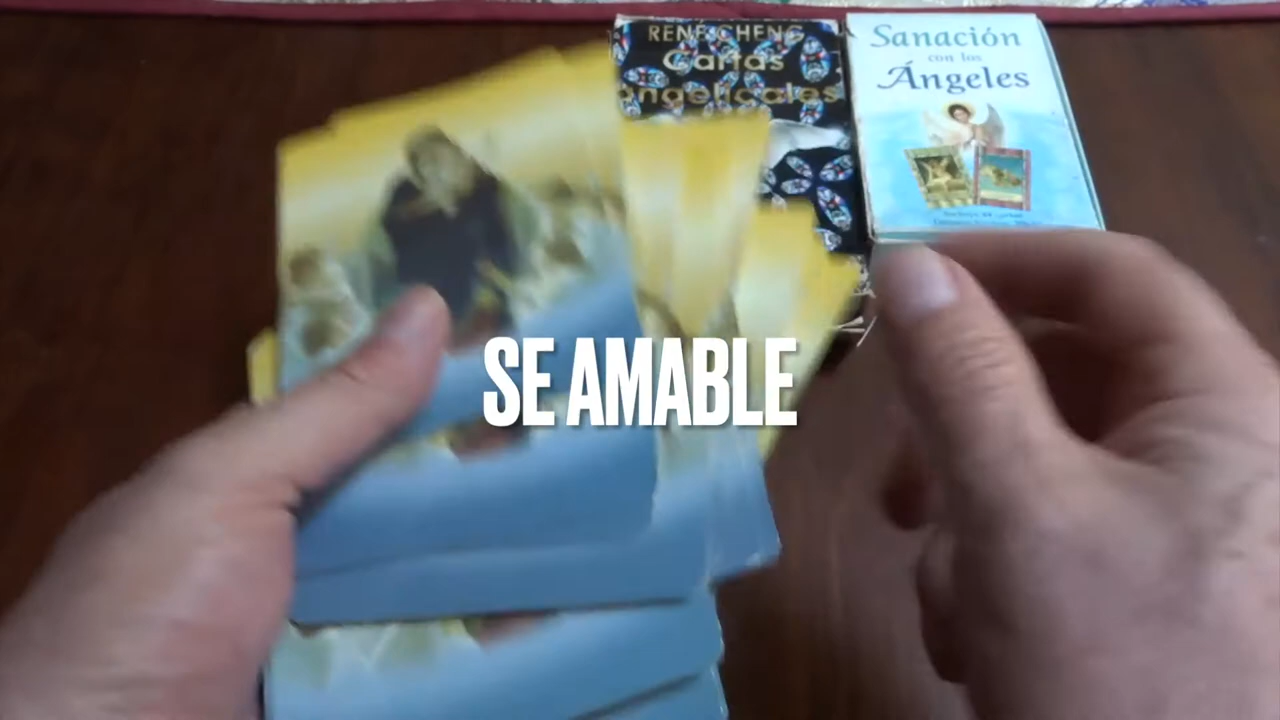 RENE CHENG
Cartas
angelicales
Sanación
con los
Ángeles
SE AMABLE